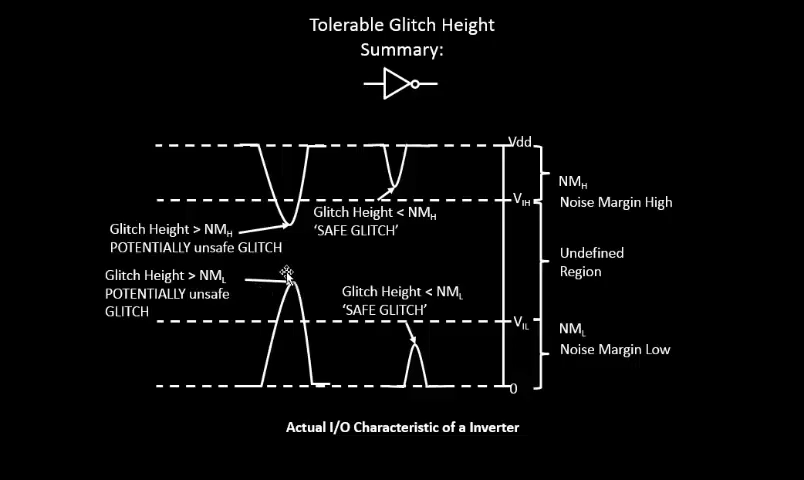 Tolerable Glitch Height
Summary:
Vdd
NMH
VIH
Noise Margin High
Glitch Height < NMH
'SAFE GLITCH'
Glitch Height > NMH
POTENTIALLY unsafe GLITCH
Undefined
Region
Glitch Height > NML
POTENTIALLY unsafe
GLITCH
Glitch Height < NML
'SAFE GLITCH'
VIL
NML
Noise Margin Low
0
Actual I/O Characteristic of a Inverter